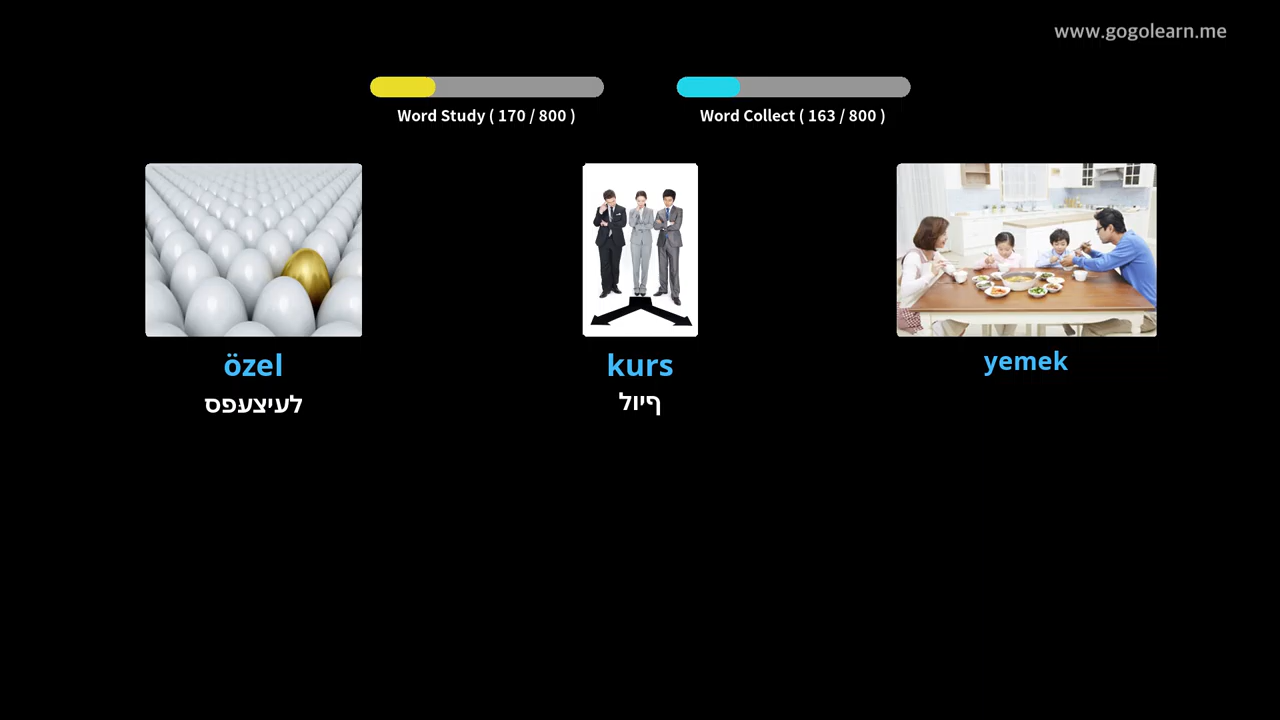 www.gogolearn.me
Word Study ( 170 / 800 )
Word Collect ( 163 / 800 )
özel
לעיצעפס
kurs
ףיול
yemek